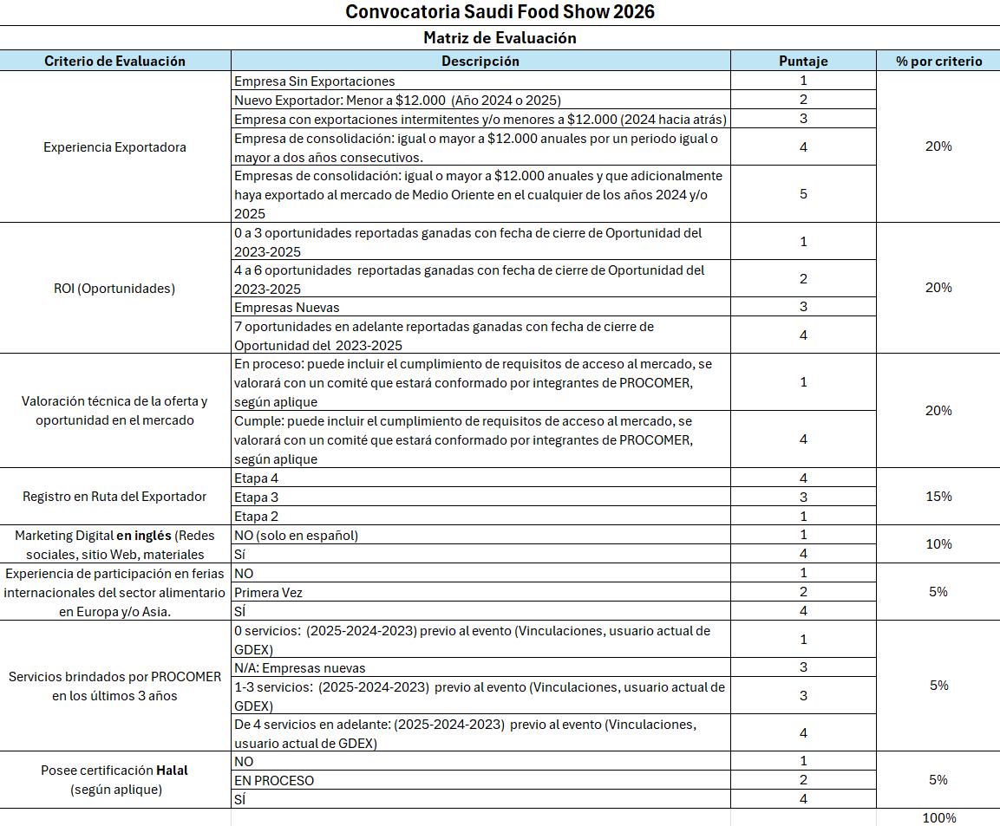 Convocatoria Saudi Food Show 2026
Matriz de Evaluación
Criterio de Evaluación
Descripción
Puntaje
% por criterio
Experiencia Exportadora
Empresa Sin Exportaciones
1
Nuevo Exportador: Menor a $12.000 (Año 2024 o 2025)
2
Empresa con exportaciones intermitentes y/o menores a $12.000 (2024 hacia atrás)
3
Empresa de consolidación: igual o mayor a $12.000 anuales por un periodo igual o
mayor a dos años consecutivos.
4
Empresas de consolidación: igual o mayor a $12.000 anuales y que adicionalmente
haya exportado al mercado de Medio Oriente en el cualquier de los años 2024 y/o
2025
5
20%
ROI (Oportunidades)
0 a 3 oportunidades reportadas ganadas con fecha de cierre de Oportunidad del
2023-2025
1
4 a 6 oportunidades reportadas ganadas con fecha de cierre de Oportunidad del
2023-2025
2
Empresas Nuevas
3
7 oportunidades en adelante reportadas ganadas con fecha de cierre de
Oportunidad del 2023-2025
4
20%
Valoración técnica de la oferta y
oportunidad en el mercado
En proceso: puede incluir el cumplimiento de requisitos de acceso al mercado, se
valorará con un comité que estará conformado por integrantes de PROCOMER,
según aplique
1
Cumple: puede incluir el cumplimiento de requisitos de acceso al mercado, se
valorará con un comité que estará conformado por integrantes de PROCOMER,
según aplique
4
20%
Registro en Ruta del Exportador
Etapa 4
4
Etapa 3
3
Etapa 2
1
15%
Marketing Digital en inglés (Redes
sociales, sitio Web, materiales
NO (solo en español)
1
Sí
4
10%
Experiencia de participación en ferias
internacionales del sector alimentario
en Europa y/o Asia.
NO
1
Primera Vez
2
SÍ
4
5%
Servicios brindados por PROCOMER
en los últimos 3 años
0 servicios: (2025-2024-2023) previo al evento (Vinculaciones, usuario actual de
GDEX)
1
N/A: Empresas nuevas
3
1-3 servicios: (2025-2024-2023) previo al evento (Vinculaciones, usuario actual de
GDEX)
3
De 4 servicios en adelante: (2025-2024-2023) previo al evento (Vinculaciones,
usuario actual de GDEX)
4
5%
Posee certificación Halal
(según aplique)
NO
1
EN PROCESO
2
SÍ
4
5%
100%